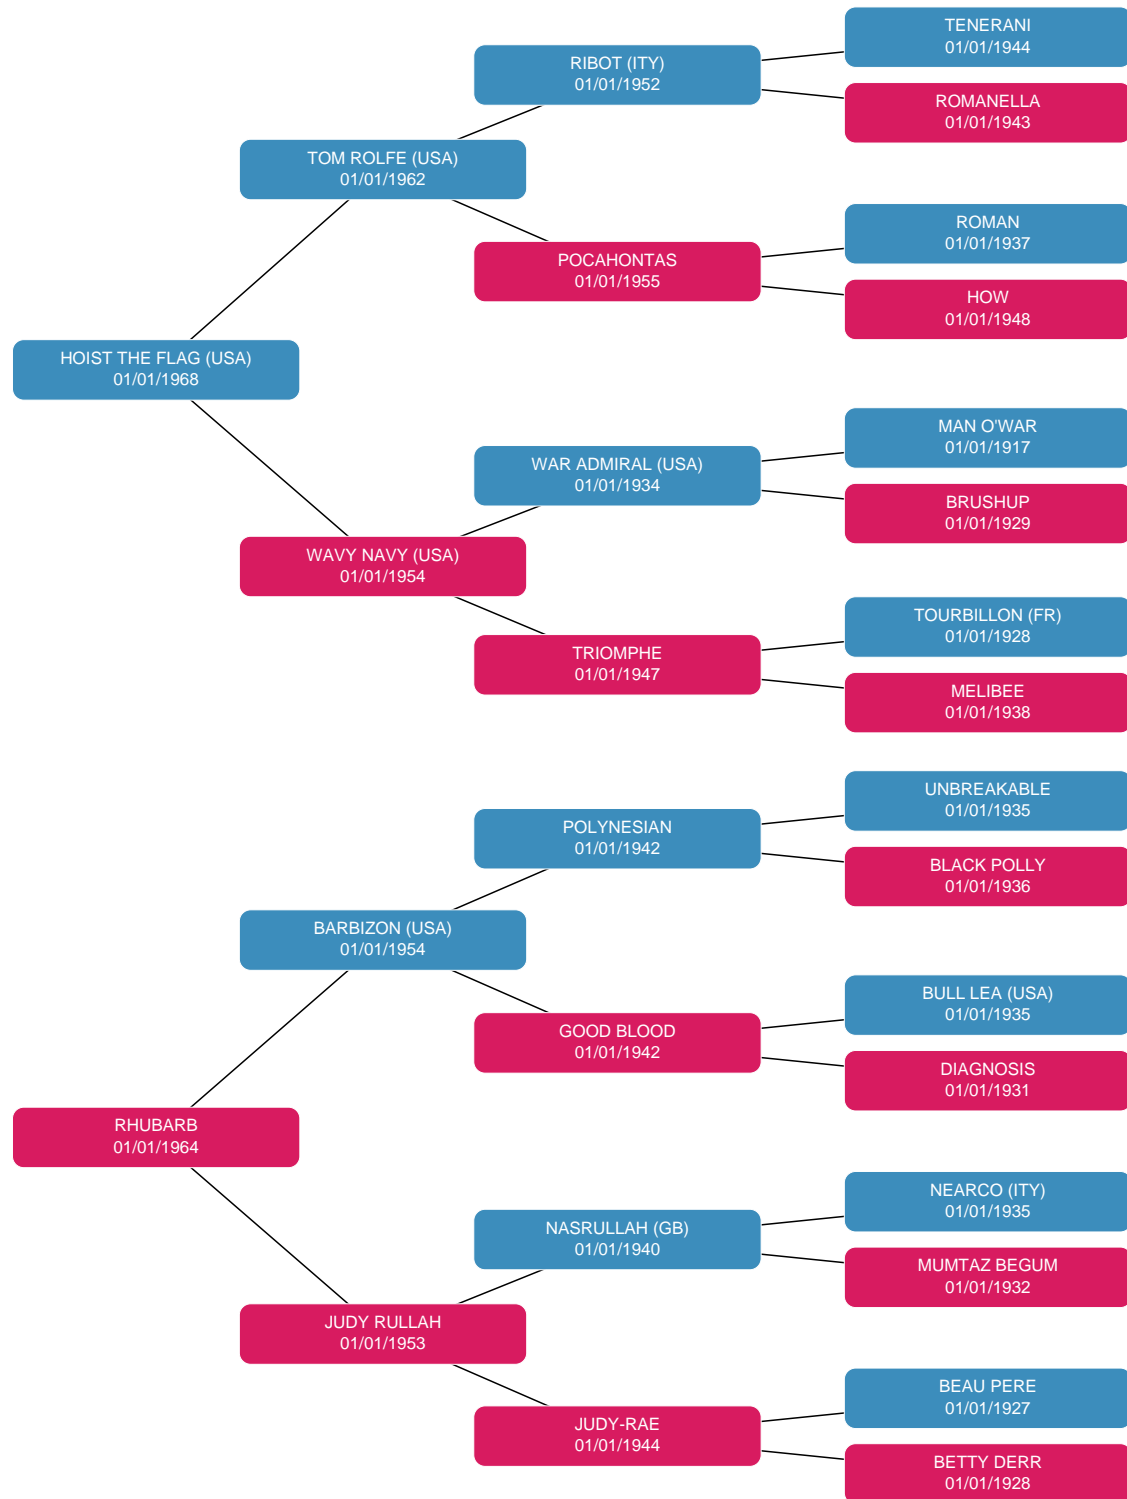 TENERANI
01/01/1944
RIBOT (ITY)
01/01/1952
ROMANELLA
01/01/1943
TOM ROLFE (USA)
01/01/1962
ROMAN
01/01/1937
POCAHONTAS
01/01/1955
HOW
01/01/1948
HOIST THE FLAG (USA)
01/01/1968
MAN O'WAR
01/01/1917
WAR ADMIRAL (USA)
01/01/1934
BRUSHUP
01/01/1929
WAVY NAVY (USA)
01/01/1954
TOURBILLON (FR)
01/01/1928
TRIOMPHE
01/01/1947
MELIBEE
01/01/1938
UNBREAKABLE
01/01/1935
POLYNESIAN
01/01/1942
BLACK POLLY
01/01/1936
BARBIZON (USA)
01/01/1954
BULL LEA (USA)
01/01/1935
GOOD BLOOD
01/01/1942
DIAGNOSIS
01/01/1931
RHUBARB
01/01/1964
NEARCO (ITY)
01/01/1935
NASRULLAH (GB)
01/01/1940
MUMTAZ BEGUM
01/01/1932
JUDY RULLAH
01/01/1953
BEAU PERE
01/01/1927
JUDY-RAE
01/01/1944
BETTY DERR
01/01/1928